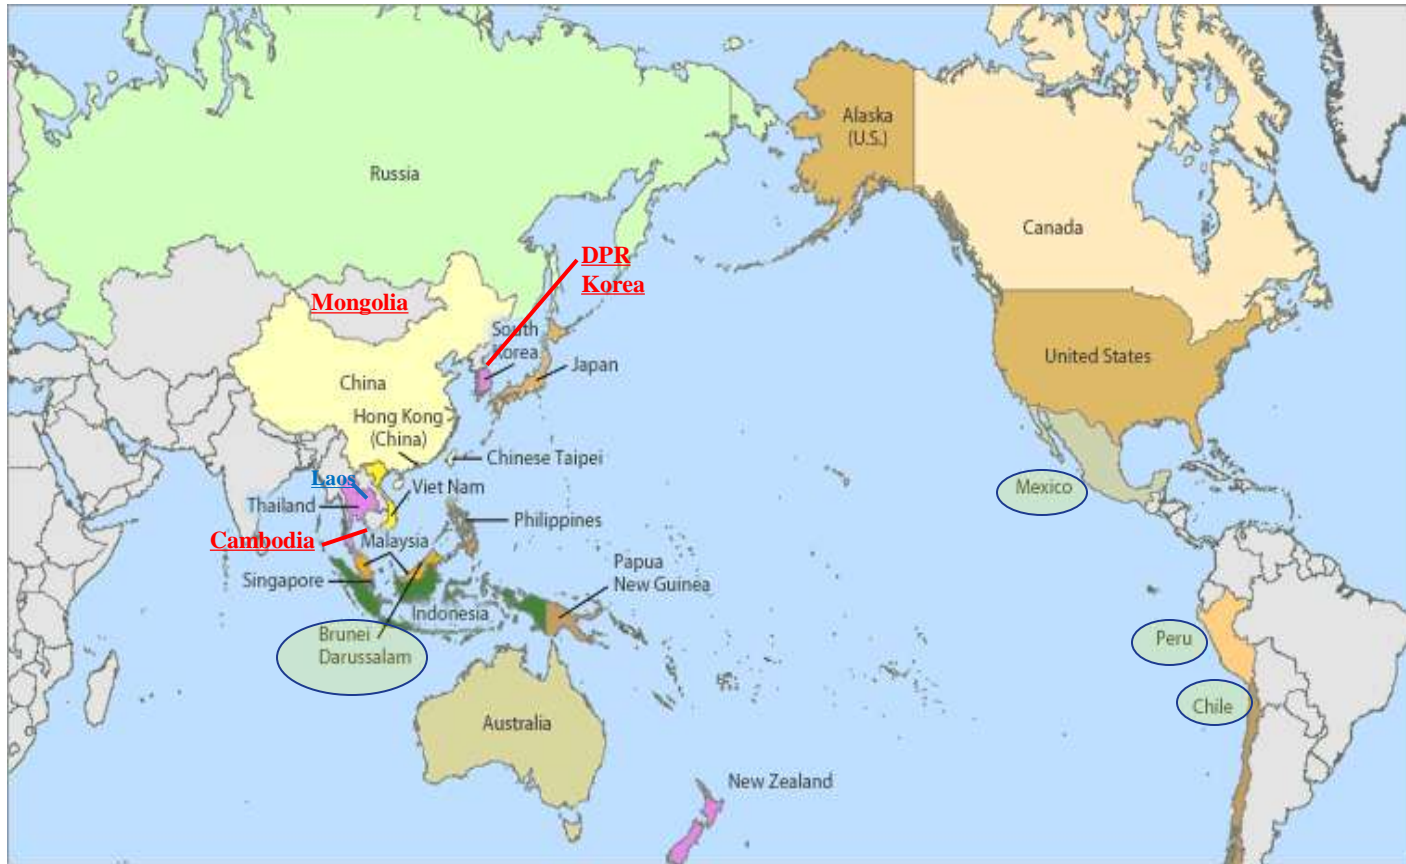 Alaska
(U.S.)
Russia
Canada
DPR
Korea
Mongolia
South
Korea
United States
Japan
China
Hong Kong
(China)
Chinese Taipei
Laos
Viet Nam
Mexico
Thailand
Philippines
Cambodia
Malaysia
Papua
New Guinea
Singapore
Indonesia
Brunei
Darussalam
Peru
Chile
Australia
New Zealand